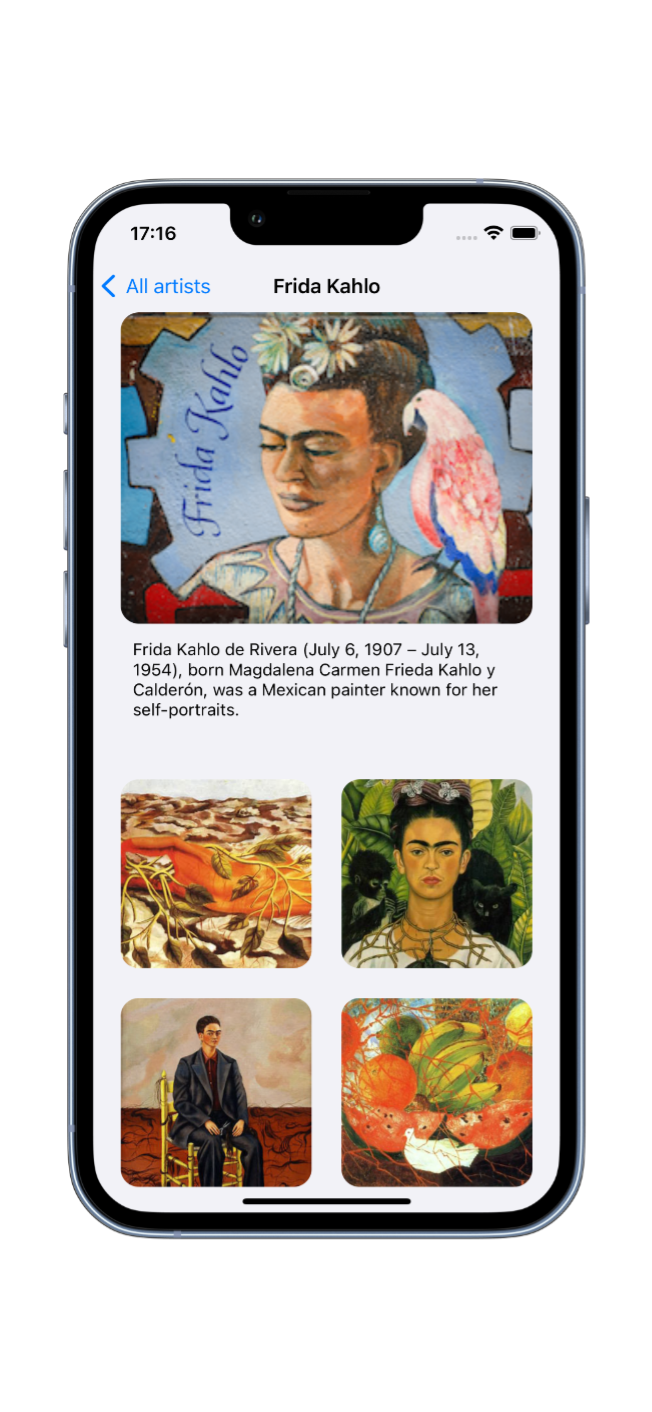 17:16
All artists
Frida Kahlo
Frida Kahlo
Frida Kahlo de Rivera (July 6, 1907 – July 13,
1954), born Magdalena Carmen Frieda Kahlo y
Calderón, was a Mexican painter known for her
self-portraits.